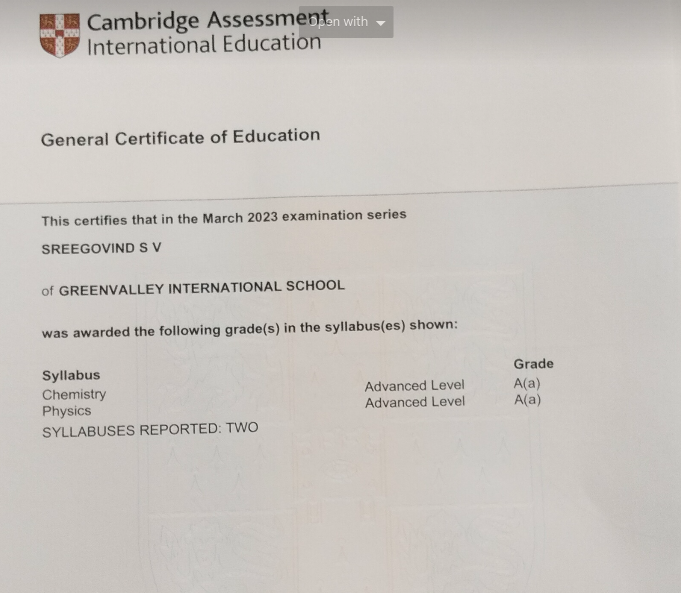 Cambridge Assessment
International Education
Open with
General Certificate of Education
This certifies that in the March 2023 examination series
SREEGOVIND S V
of GREENVALLEY INTERNATIONAL SCHOOL
was awarded the following grade(s) in the syllabus(es) shown:
Syllabus Grade
Chemistry Advanced Level A(a)
Physics Advanced Level A(a)
SYLLABUSES REPORTED: TWO